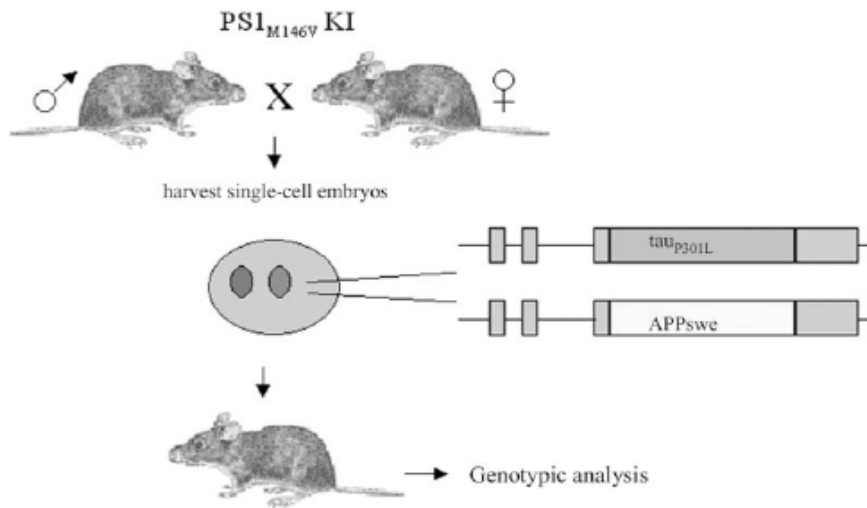 PS1M146V KI
X
harvest single-cell embryos
tauP301L
APPswe
Genotypic analysis